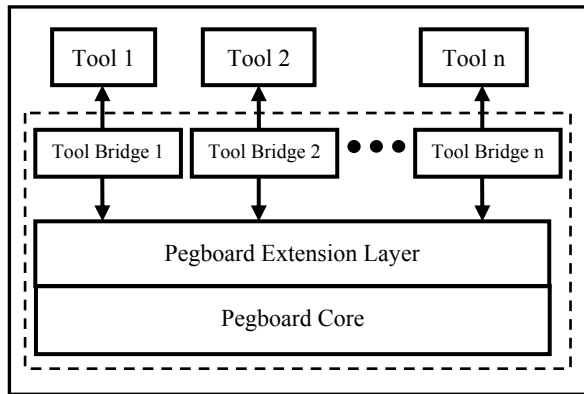 Tool 1
Tool 2
Tool n
Tool Bridge 1
Tool Bridge 2
Tool Bridge n
Pegboard Extension Layer
Pegboard Core